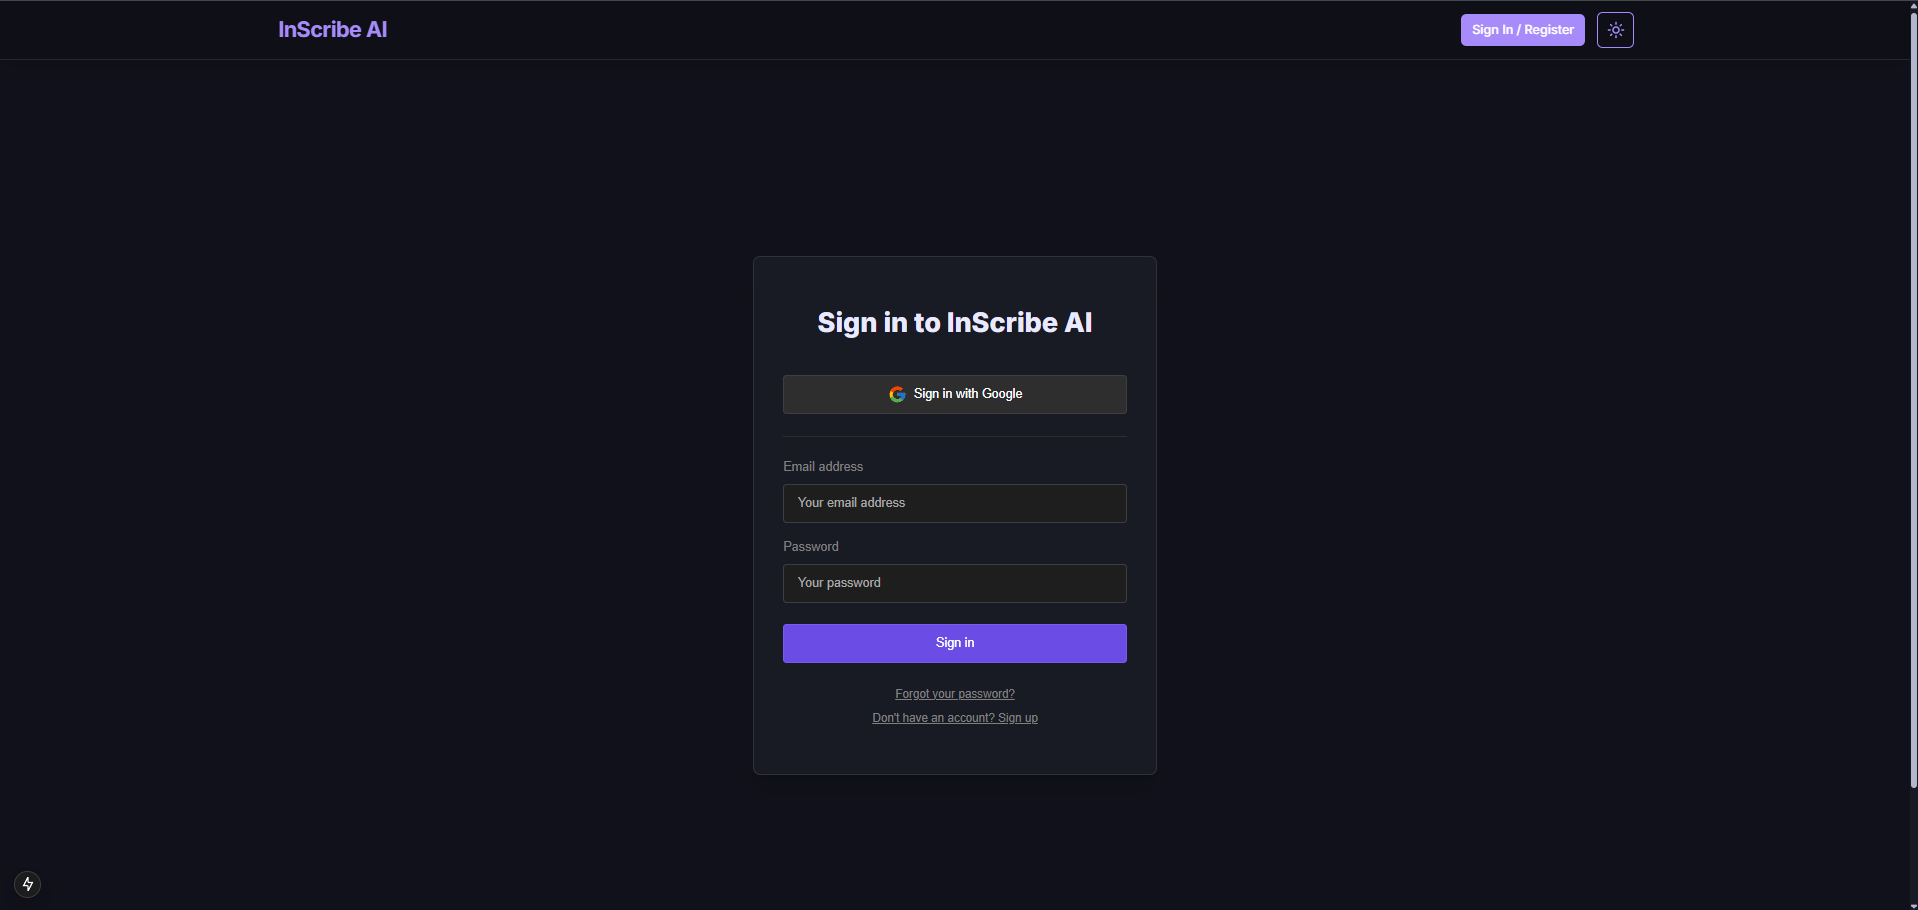 InScribe AI
Sign In / Register
Sign in to InScribe AI
Sign in with Google
Email address
Your email address
Password
Your password
Sign in
Forgot your password?
Don't have an account? Sign up